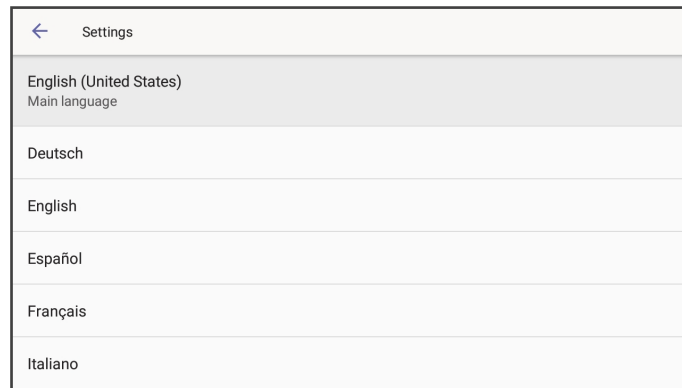 Settings
English (United States)
Main language
Deutsch
English
Español
Français
Italiano